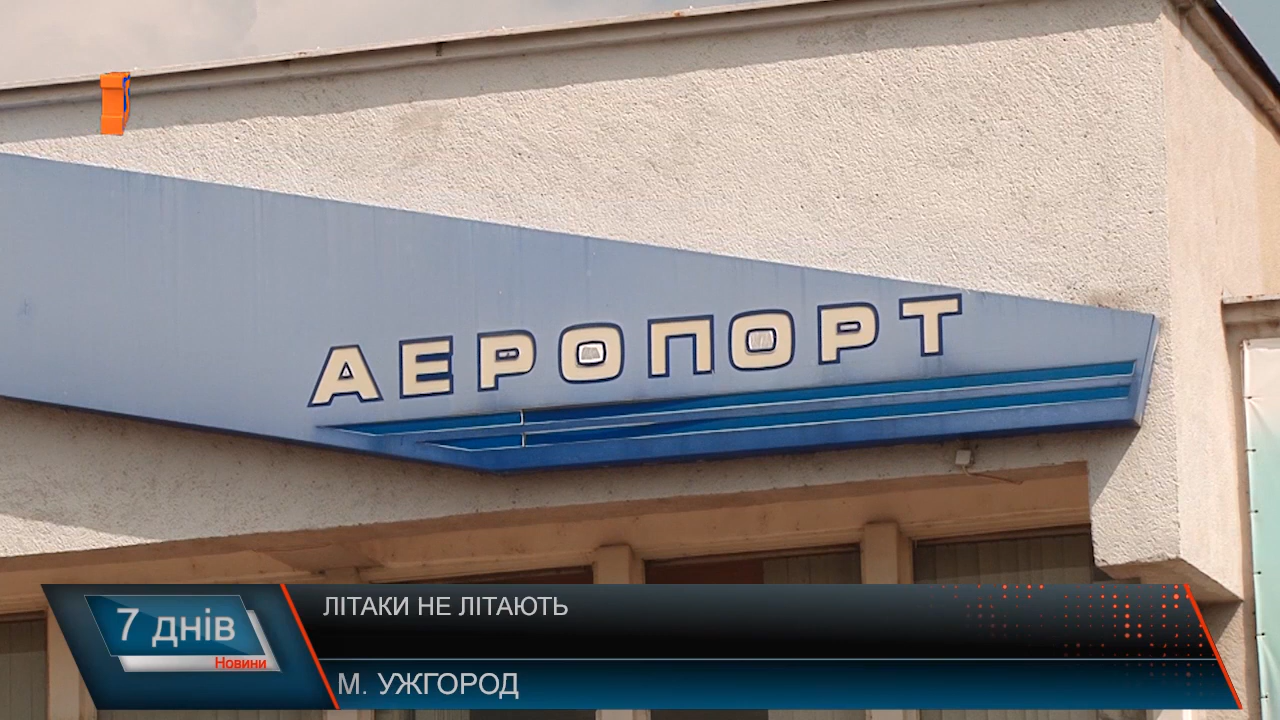 АЕРОПОРТ
7 днів
Новини
ЛІТАКИ НЕ ЛІТАЮТЬ
М. УЖГОРОД